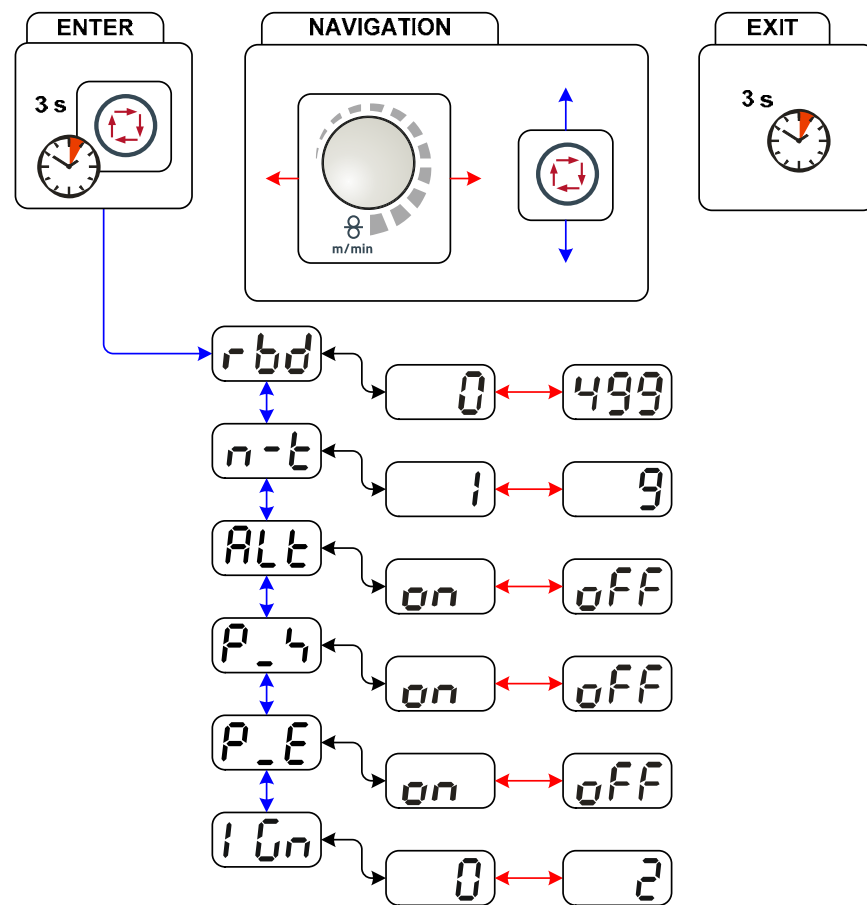 ENTER
NAVIGATION
EXIT
3 s
m/min
3 s
rbd
0
499
n-t
1
9
ALt
on
oFF
P_s
on
oFF
P_E
on
oFF
IGn
0
2